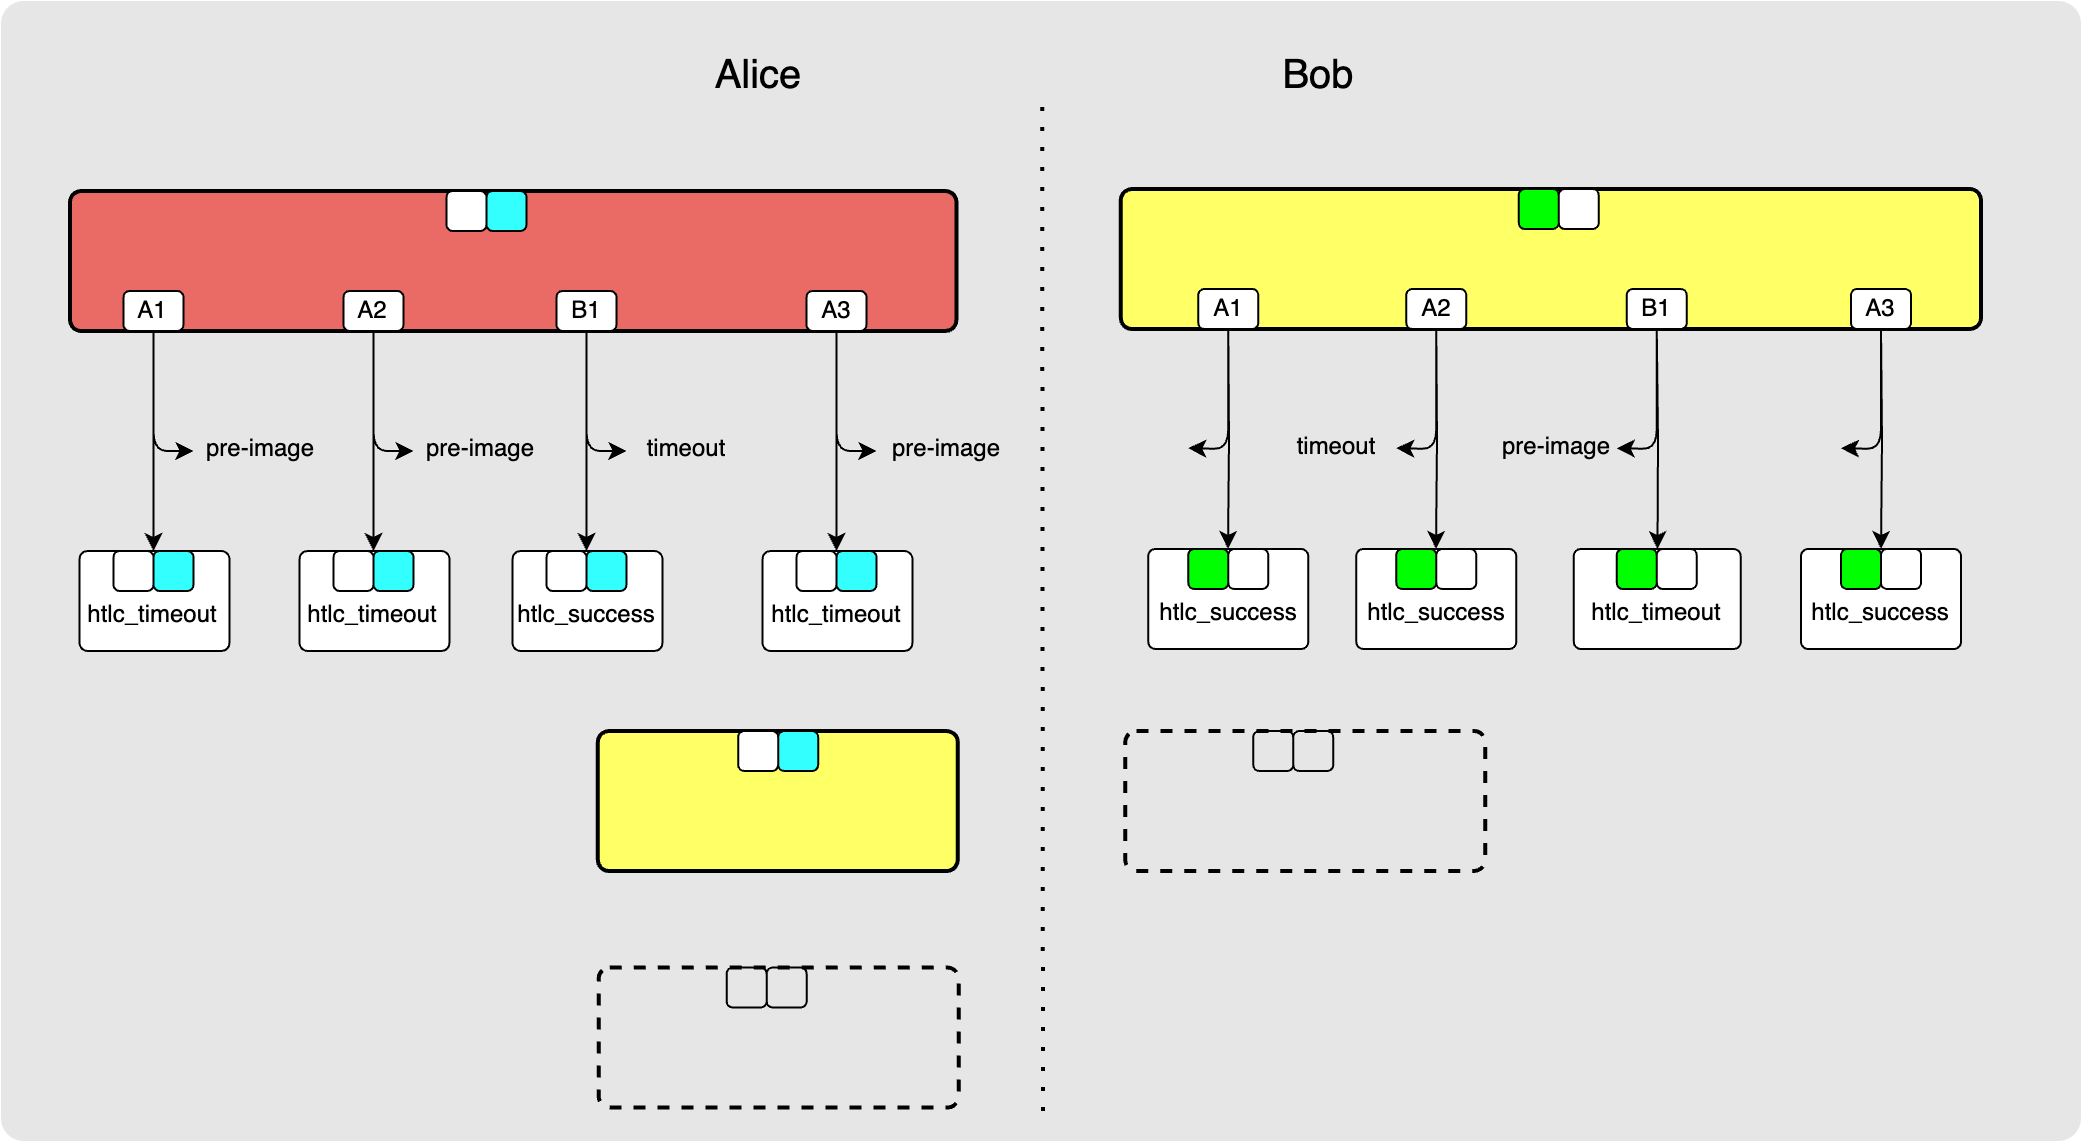 Alice
Bob
A1
A2
B1
A3
A1
A2
B1
A3
pre-image
pre-image
timeout
pre-image
timeout
pre-image
htlc_timeout
htlc_timeout
htlc_success
htlc_timeout
htlc_success
htlc_success
htlc_timeout
htlc_success